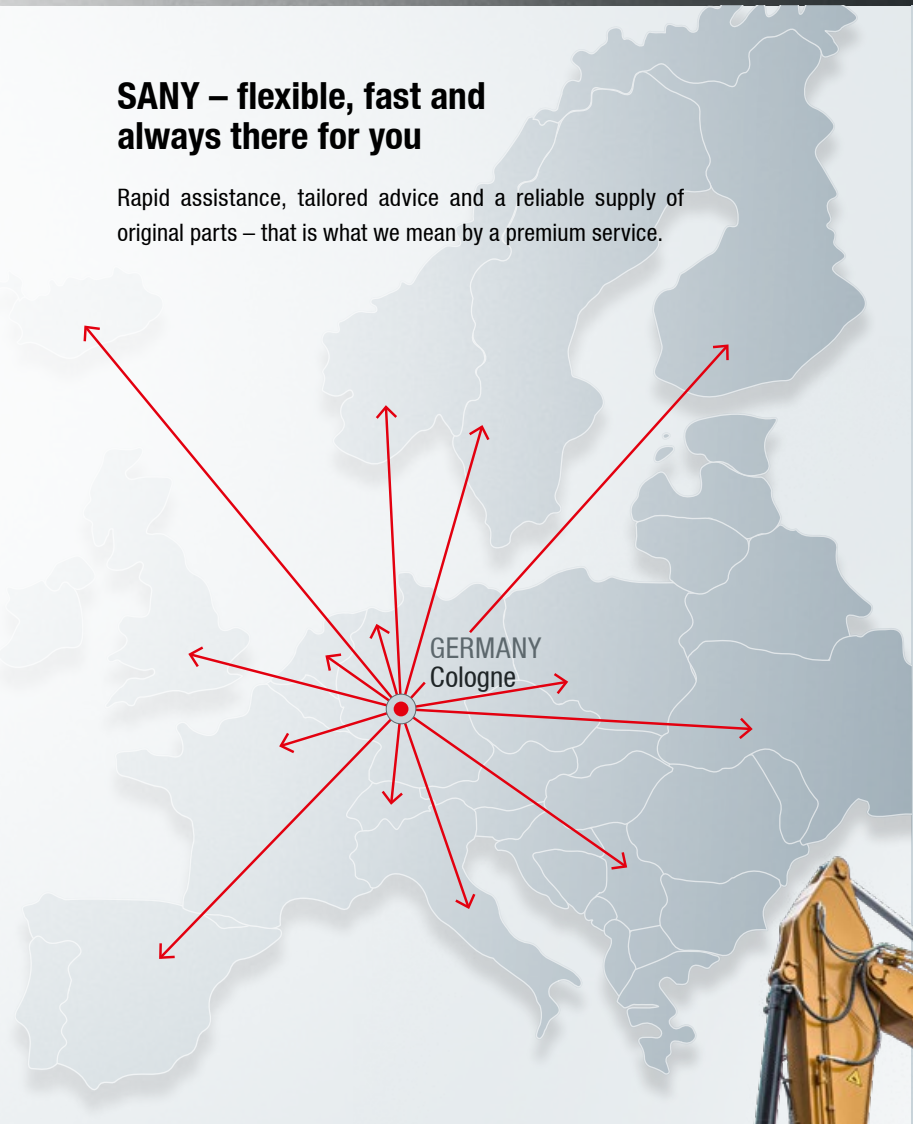 SANY – flexible, fast and
always there for you
Rapid assistance, tailored advice and a reliable supply of
original parts – that is what we mean by a premium service.
GERMANY
Cologne